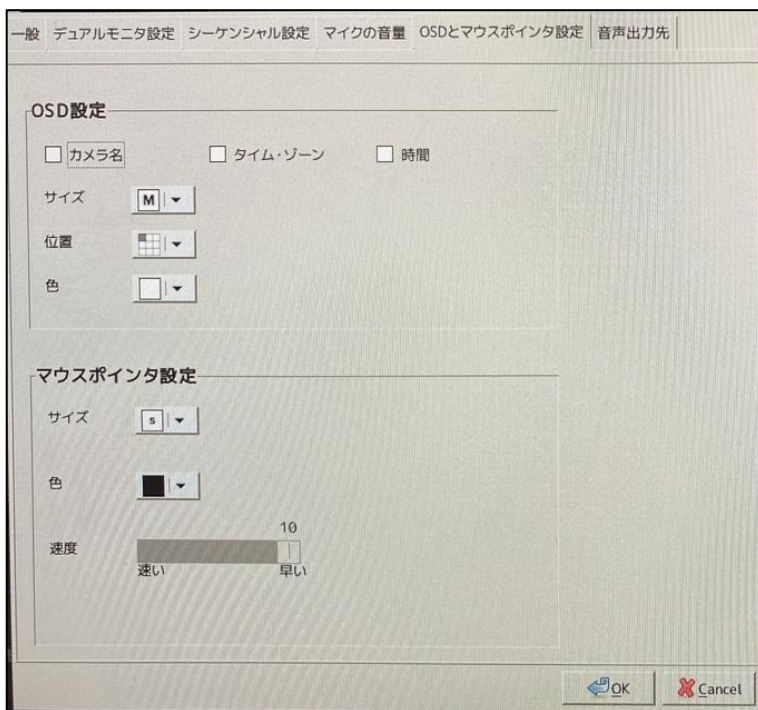 一般 デュアルモニタ設定 シーケンシャル設定 マイクの音量 OSDとマウスポインタ設定 音声出力先
OSD設定
カメラ名 タイム・ゾーン 時間
サイズ M
位置
色
マウスポインタ設定
サイズ s
色
10
速度
速い 早い
OK Cancel